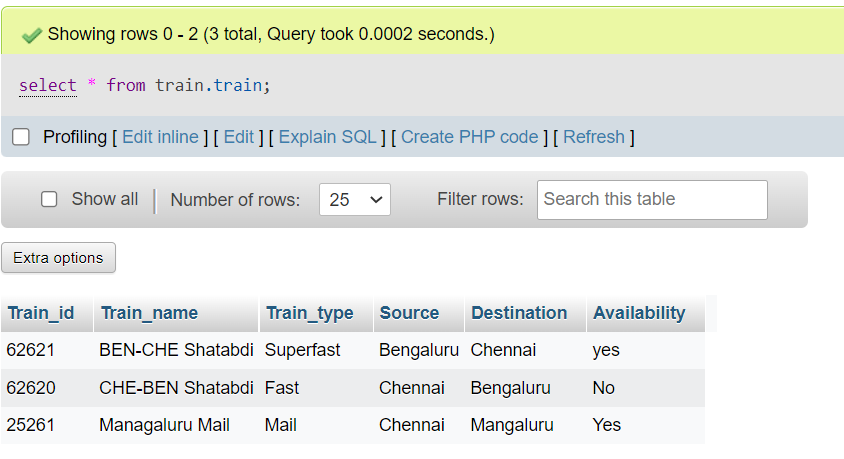 Showing rows 0 - 2 (3 total, Query took 0.0002 seconds.)
select * from train.train;
Profiling [ Edit inline ] [ Edit ] [ Explain SQL ] [ Create PHP code ] [ Refresh ]
Show all Number of rows: 25 Filter rows: Search this table
Extra options
Train_id Train_name Train_type Source Destination Availability
62621 BEN-CHE Shatabdi Superfast Bengaluru Chennai yes
62620 CHE-BEN Shatabdi Fast Chennai Bengaluru No
25261 Managaluru Mail Mail Chennai Mangaluru Yes